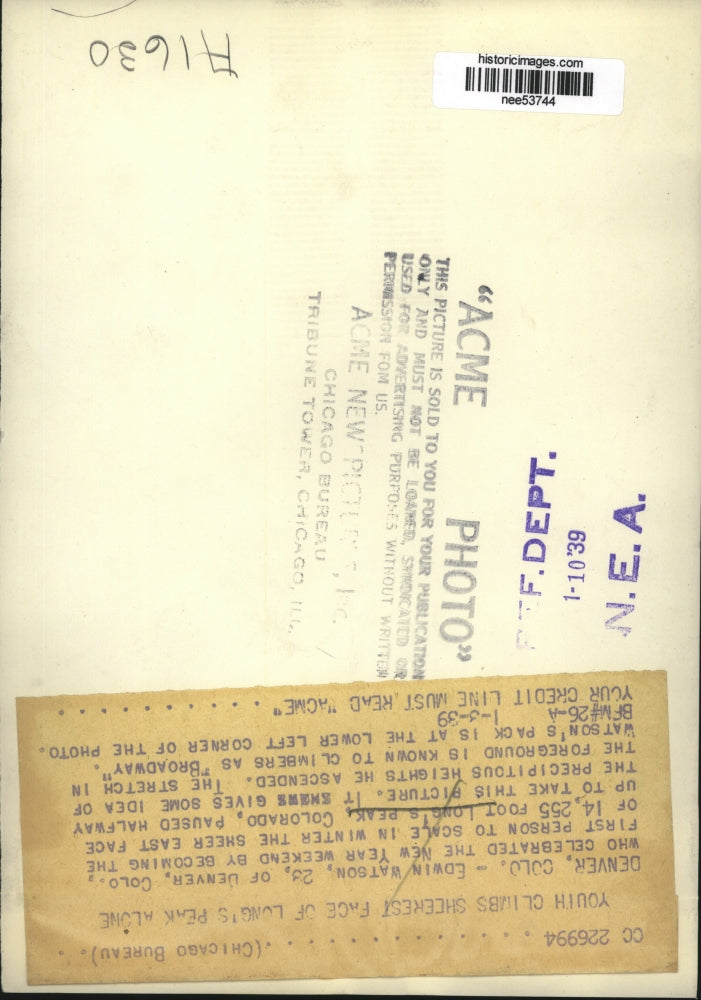 #1630
historicimages.com
nee53744
"ACME PHOTO"
THIS PICTURE IS SOLD TO YOU FOR YOUR PUBLICATION
ONLY AND MUST NOT BE LOANED, SYNDICATED OR
USED FOR ADVERTISING PURPOSES WITHOUT WRITTEN
PERMISSION FOM US.
ACME NEWSPICTURES, INC.
CHICAGO BUREAU
TRIBUNE TOWER, CHICAGO, ILL.
F. DEPT.
1-10 39
N.E.A.
CC 226994 . . . . . . . . . . . . . (CHICAGO BUREAU).
YOUTH CLIMBS SHEEREST FACE OF LONG'S PEAK ALONE
DENVER, COLO. - EDWIN WATSON, 23, OF DENVER, COLO.,
WHO CELEBRATED THE NEW YEAR WEEKEND BY BECOMING THE
FIRST PERSON TO SCALE IN WINTER THE SHEER EAST FACE
OF 14,255 FOOT LONG'S PEAK, COLORADO, PAUSED HALFWAY
UP TO TAKE THIS PICTURE. IT GIVES SOME IDEA OF
THE PRECIPITOUS HEIGHTS HE ASCENDED. THE STRETCH IN
THE FOREGROUND IS KNOWN TO CLIMBERS AS "BROADWAY".
WATSON'S PACK IS AT THE LOWER LEFT CORNER OF THE PHOTO.
BFM#26-A 1-3-39
YOUR CREDIT LINE MUST READ "ACME" . . . . . . . . . . .